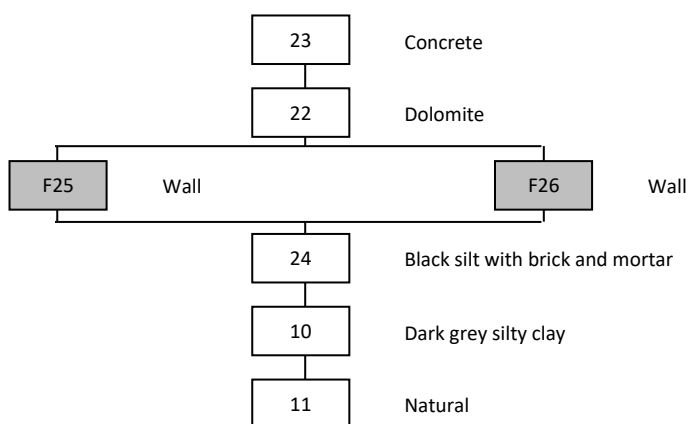 23 Concrete
22 Dolomite
F25 Wall F26 Wall
24 Black silt with brick and mortar
10 Dark grey silty clay
11 Natural